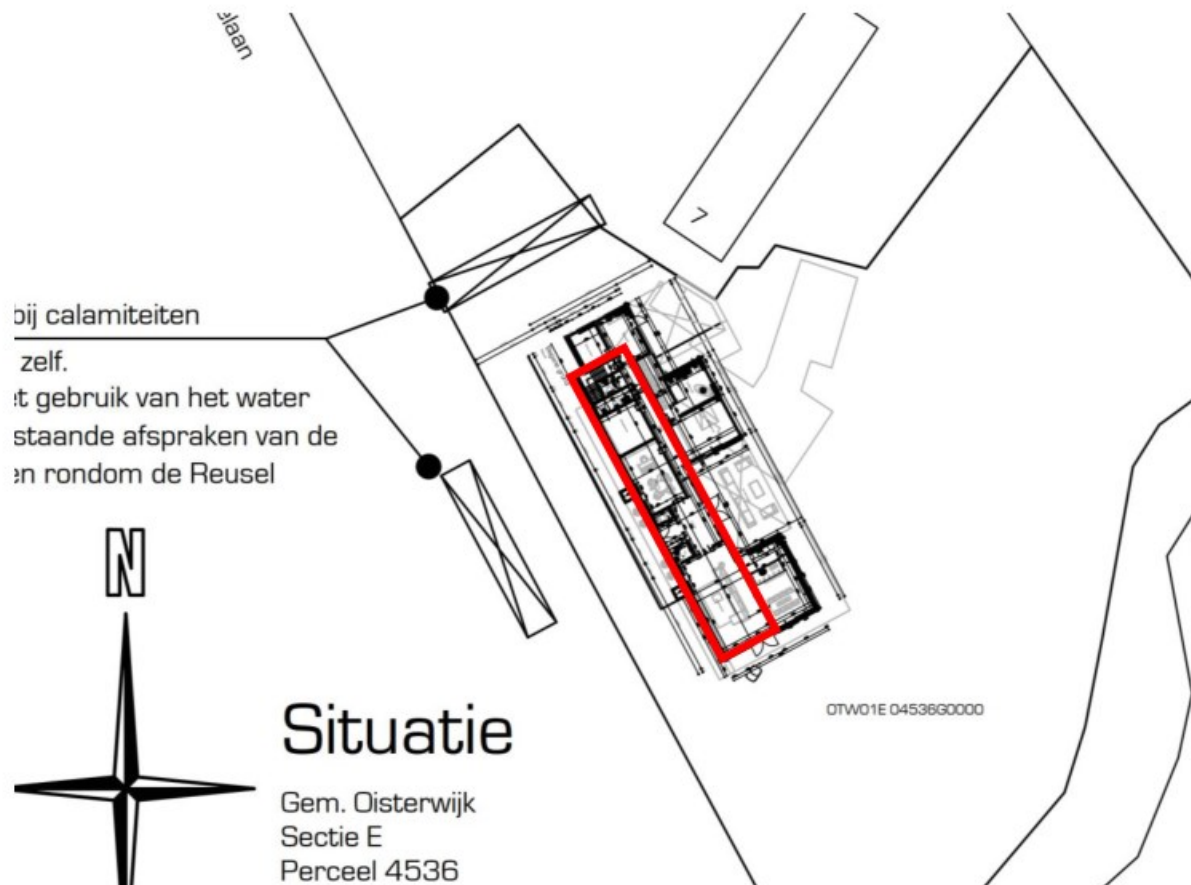 elaan
7
bij calamiteiten
zelf.
et gebruik van het water
staande afspraken van de
en rondom de Reusel
N
Situatie
OTW01E 04536G0000
Gem. Oisterwijk
Sectie E
Perceel 4536